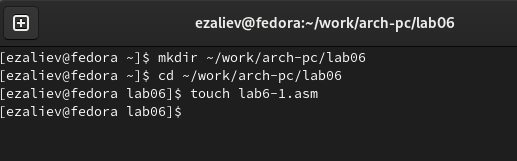 ezaliev@fedora:~/work/arch-pc/lab06
[ezaliev@fedora ~]$ mkdir ~/work/arch-pc/lab06
[ezaliev@fedora ~]$ cd ~/work/arch-pc/lab06
[ezaliev@fedora lab06]$ touch lab6-1.asm
[ezaliev@fedora lab06]$